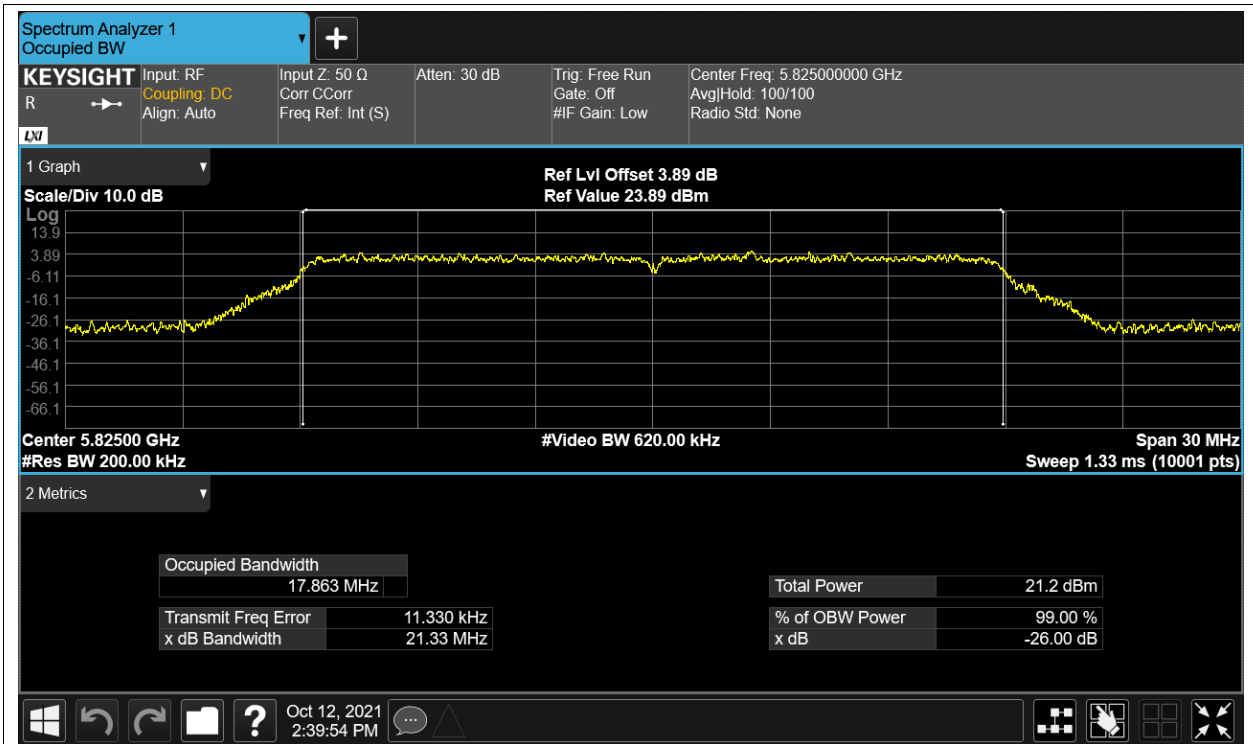 Spectrum Analyzer 1
Occupied BW
KEYSIGHT
R
LXI
Input: RF
Coupling: DC
Align: Auto
Input Z: 50 Ω
Corr CCorr
Freq Ref: Int (S)
Atten: 30 dB
Trig: Free Run
Gate: Off
#IF Gain: Low
Center Freq: 5.825000000 GHz
Avg|Hold: 100/100
Radio Std: None
1 Graph
Scale/Div 10.0 dB
Ref Lvl Offset 3.89 dB
Ref Value 23.89 dBm
Log
13.9
3.89
-6.11
-16.1
-26.1
-36.1
-46.1
-56.1
-66.1
Center 5.82500 GHz
#Res BW 200.00 kHz
#Video BW 620.00 kHz
Span 30 MHz
Sweep 1.33 ms (10001 pts)
2 Metrics
Occupied Bandwidth
17.863 MHz
Transmit Freq Error 11.330 kHz
x dB Bandwidth 21.33 MHz
Total Power 21.2 dBm
% of OBW Power 99.00 %
x dB -26.00 dB
?
Oct 12, 2021
2:39:54 PM